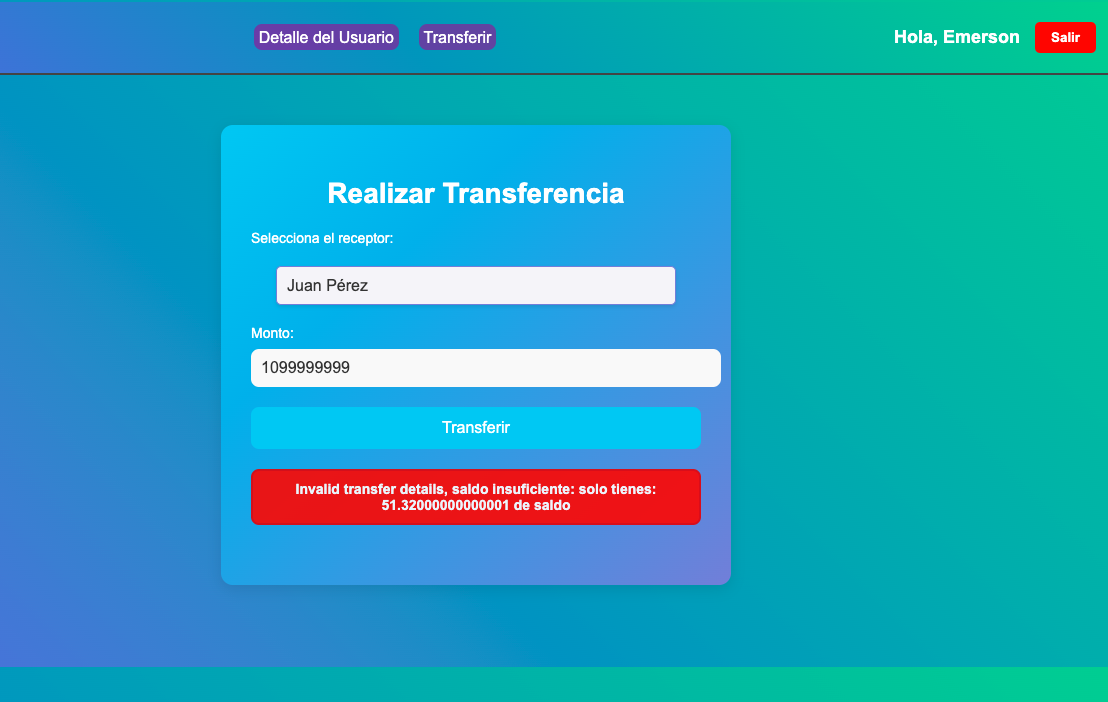 Detalle del Usuario
Transferir
Hola, Emerson
Salir
Realizar Transferencia
Selecciona el receptor:
Juan Pérez
Monto:
1099999999
Transferir
Invalid transfer details, saldo insuficiente: solo tienes:
51.32000000000001 de saldo